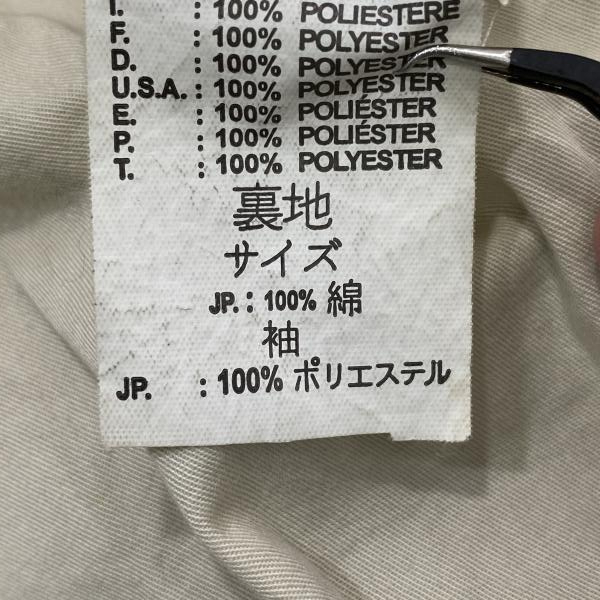 I. : 100% POLIESTERE
F. : 100% POLYESTER
D. : 100% POLYESTER
U.S.A. : 100% POLYESTER
E. : 100% POLIÉSTER
P. : 100% POLIÉSTER
T. : 100% POLYESTER
裏地
サイズ
JP. : 100% 綿
袖
JP. : 100% ポリエステル